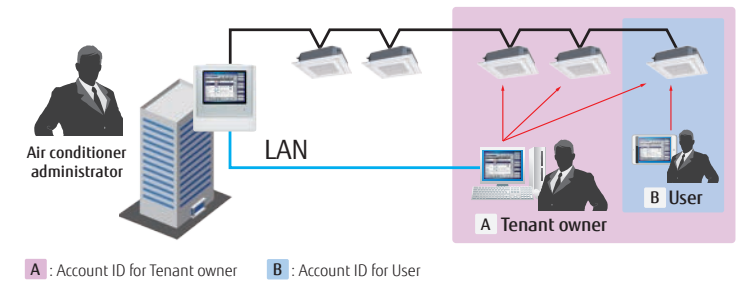 Air conditioner
administrator
LAN
A Tenant owner
B User
A : Account ID for Tenant owner
B : Account ID for User